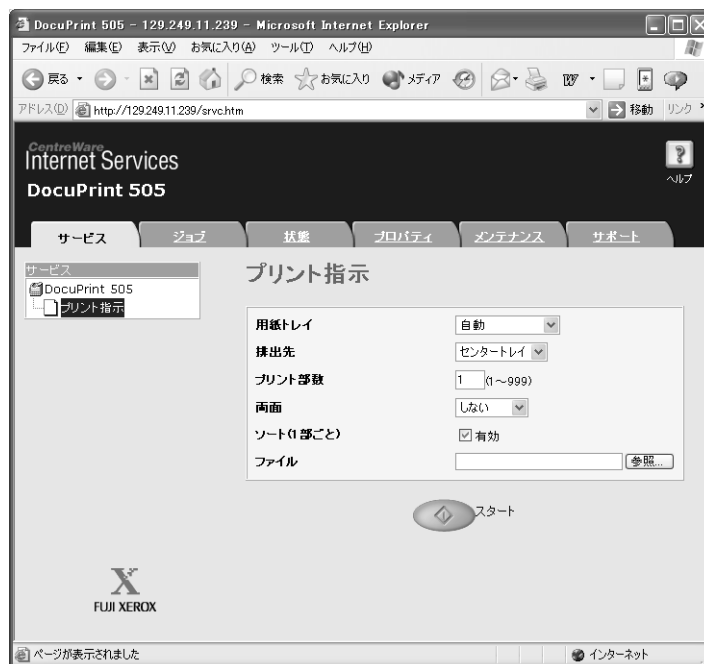 DocuPrint 505 - 129.249.11.239 - Microsoft Internet Explorer
ファイル(F) 編集(E) 表示(V) お気に入り(A) ツール(T) ヘルプ(H)
戻る 検索 お気に入り メディア
アドレス(D) http://129.249.11.239/srvc.htm 移動 リンク »
CentreWare
Internet Services
DocuPrint 505
ヘルプ
サービス ジョブ 状態 プロパティ メンテナンス サポート
サービス
DocuPrint 505
プリント指示
プリント指示
用紙トレイ 自動
排出先 センタートレイ
プリント部数 1 (1～999)
両面 しない
ソート(1部ごと) 有効
ファイル 参照...
スタート
X
FUJI XEROX
ページが表示されました インターネット